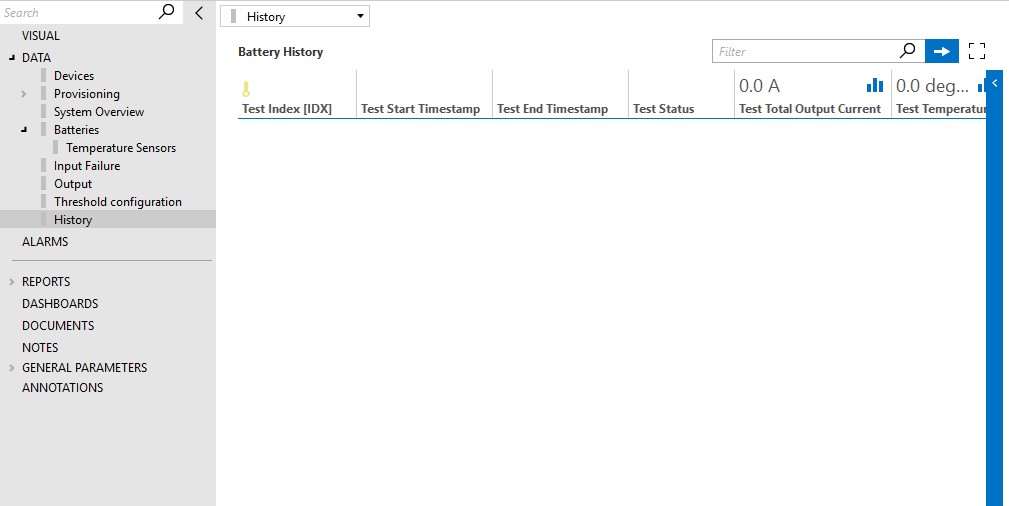 Search
VISUAL
DATA
Devices
Provisioning
System Overview
Batteries
Temperature Sensors
Input Failure
Output
Threshold configuration
History
ALARMS
REPORTS
DASHBOARDS
DOCUMENTS
NOTES
GENERAL PARAMETERS
ANNOTATIONS
History
Battery History
Filter
0.0 A 0.0 deg...
Test Index [IDX] Test Start Timestamp Test End Timestamp Test Status Test Total Output Current Test Temperatur